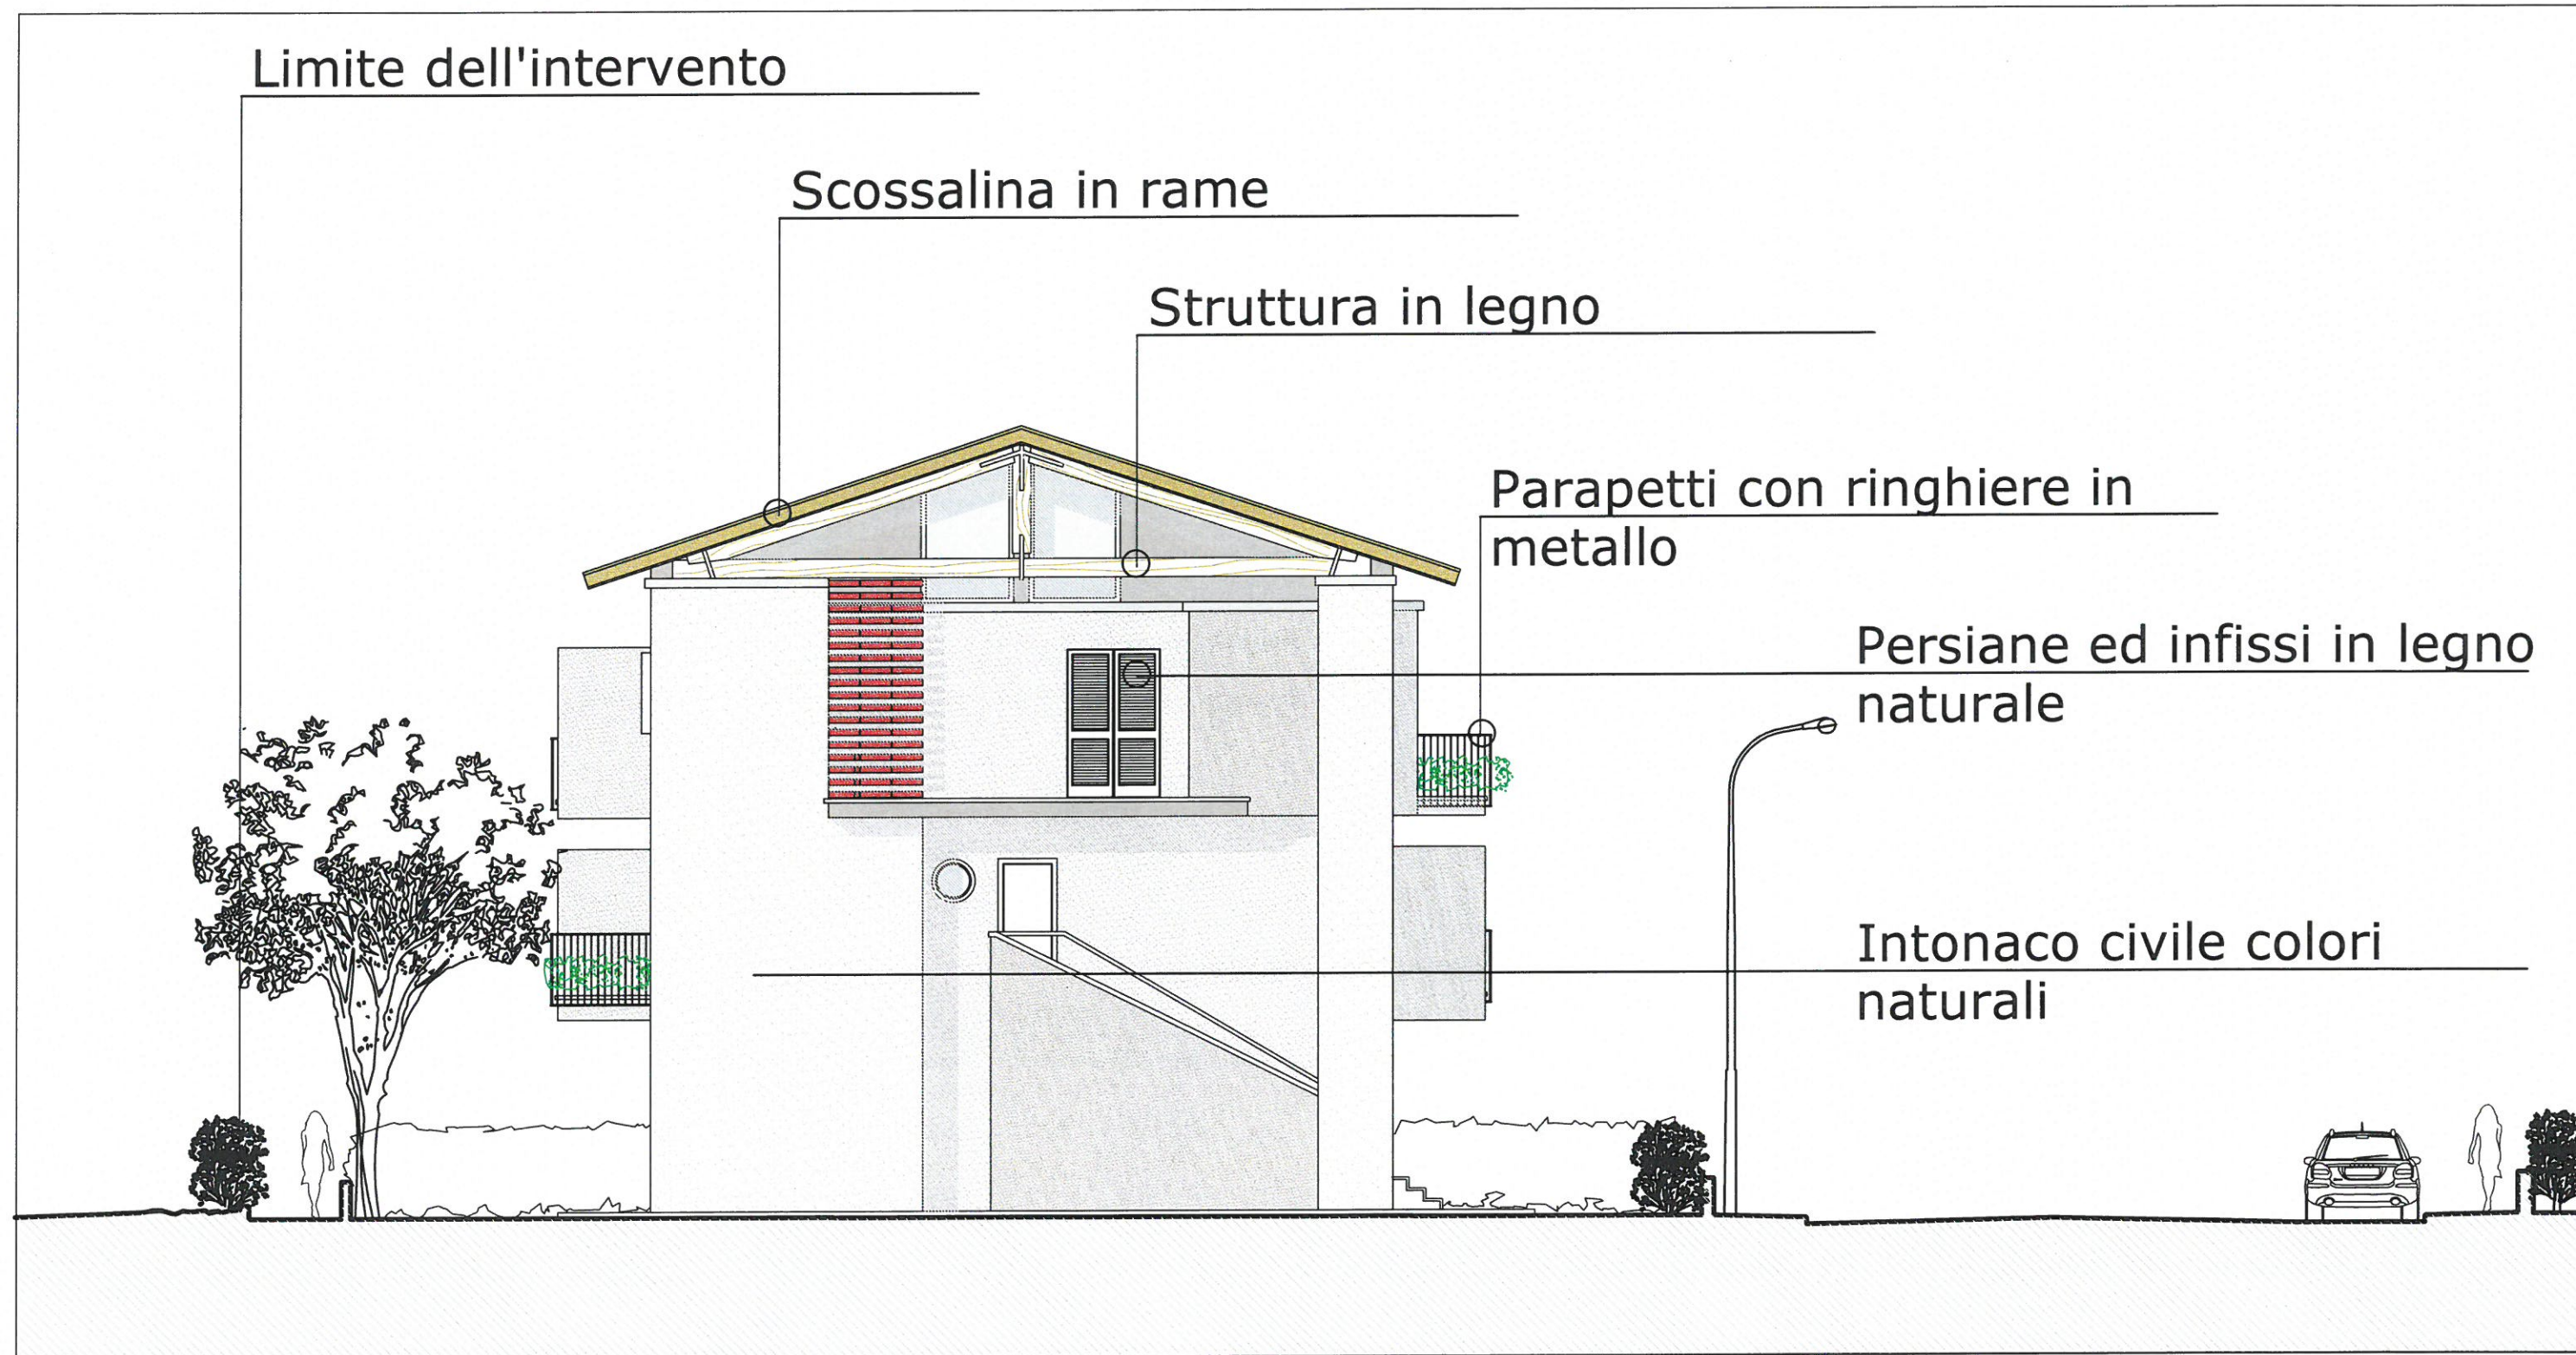 Limite dell'intervento
Scossalina in rame
Struttura in legno
Parapetti con ringhiere in
metallo
Persiane ed infissi in legno
naturale
Intonaco civile colori
naturali